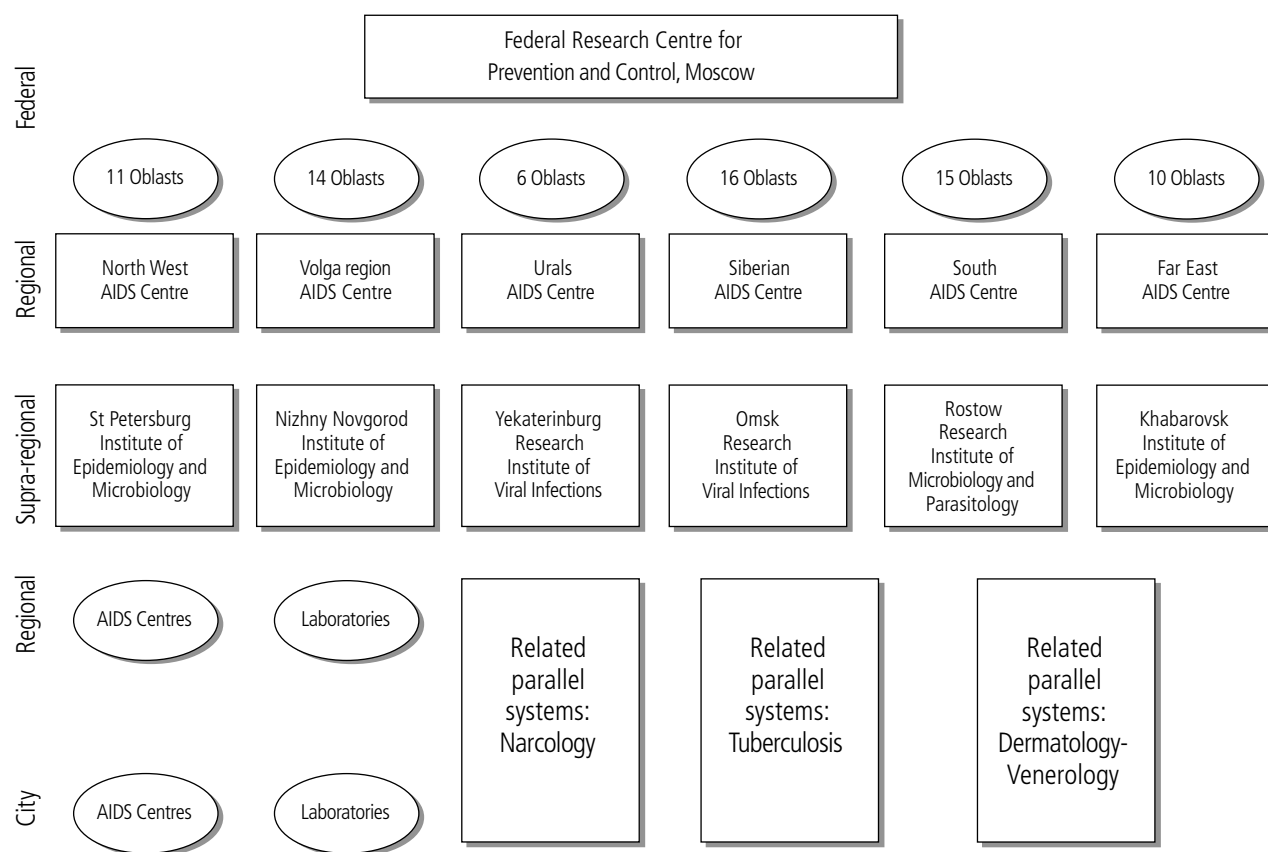 Federal
Federal Research Centre for
Prevention and Control, Moscow
11 Oblasts
14 Oblasts
6 Oblasts
16 Oblasts
15 Oblasts
10 Oblasts
Regional
North West
AIDS Centre
Volga region
AIDS Centre
Urals
AIDS Centre
Siberian
AIDS Centre
South
AIDS Centre
Far East
AIDS Centre
Supra-regional
St Petersburg
Institute of
Epidemiology and
Microbiology
Nizhny Novgorod
Institute of
Epidemiology and
Microbiology
Yekaterinburg
Research
Institute of
Viral Infections
Omsk
Research
Institute of
Viral Infections
Rostow
Research
Institute of
Microbiology and
Parasitology
Khabarovsk
Institute of
Epidemiology and
Microbiology
Regional
AIDS Centres
Laboratories
Related
parallel
systems:
Narcology
Related
parallel
systems:
Tuberculosis
Related
parallel
systems:
Dermatology-
Venerology
City
AIDS Centres
Laboratories